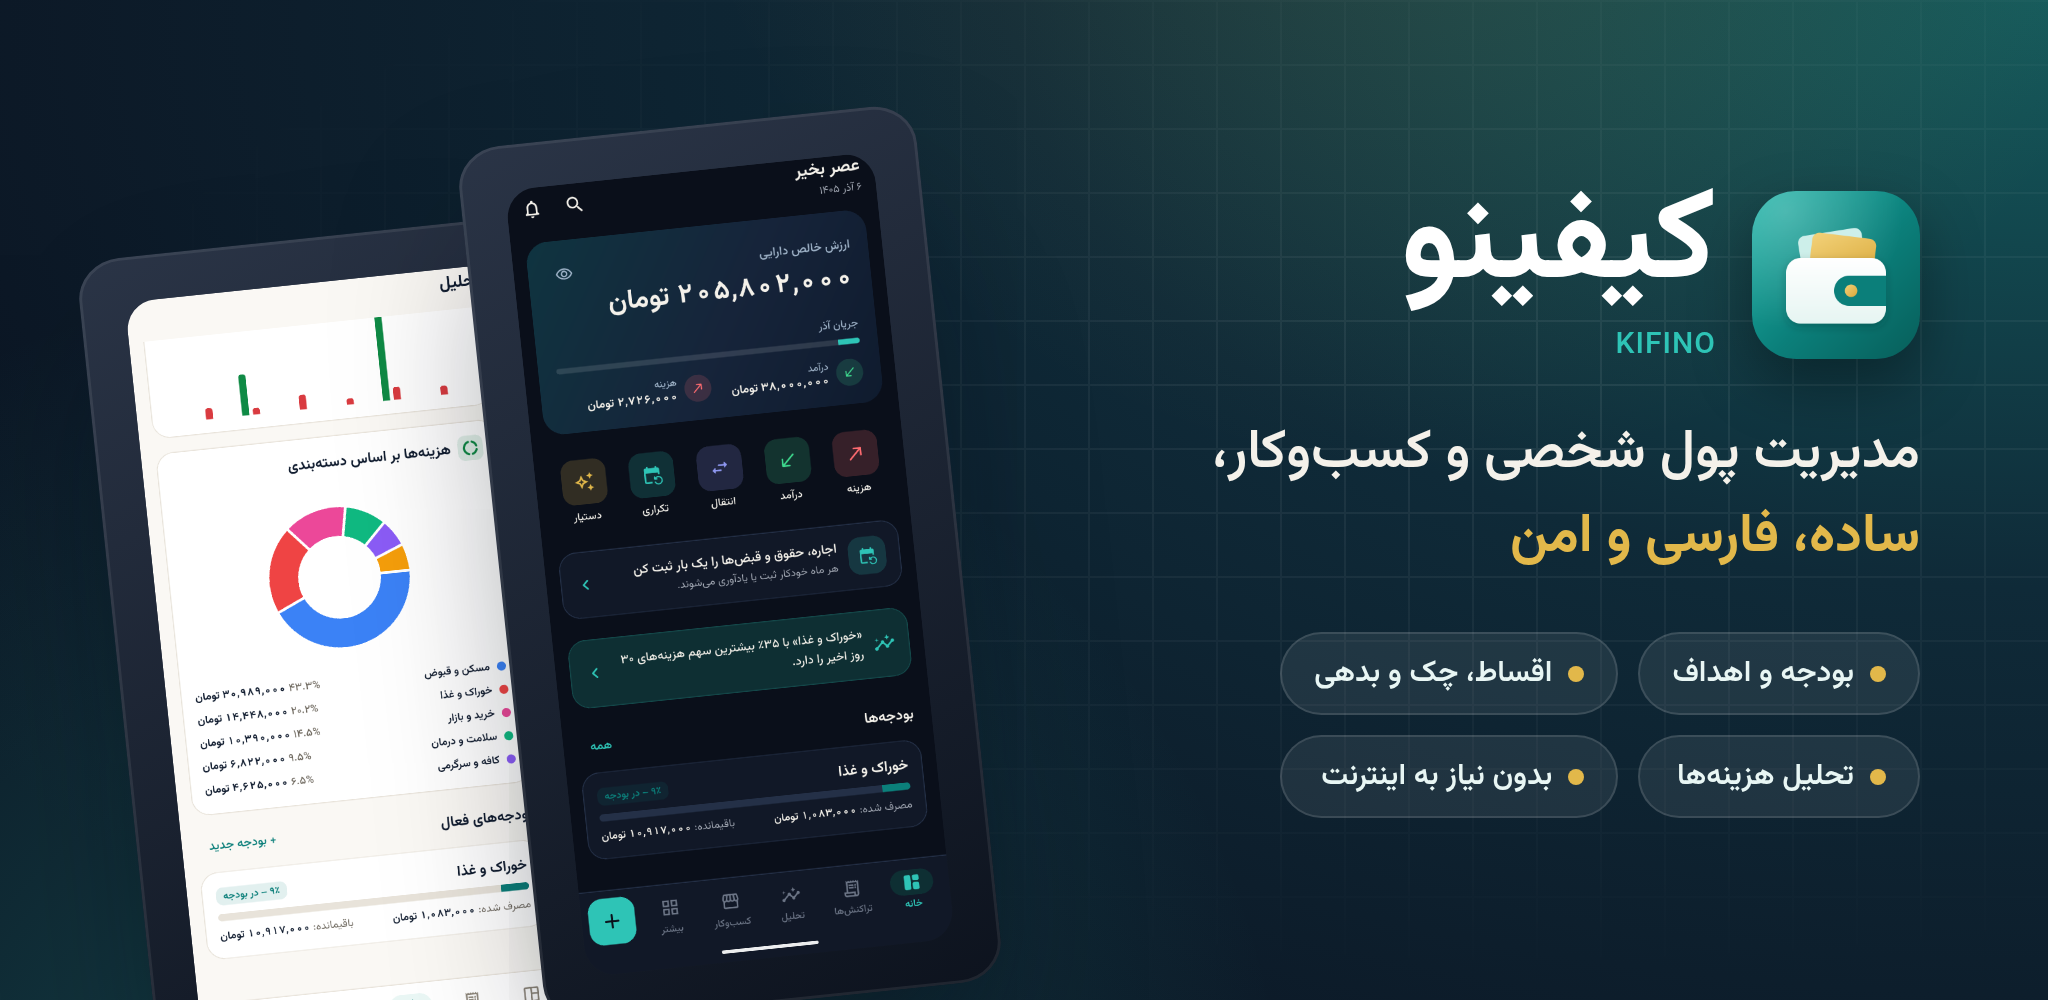 کیفینو
KIFINO
مدیریت پول شخصی و کسب‌وکار،
ساده، فارسی و امن
بودجه و اهداف
اقساط، چک و بدهی
تحلیل هزینه‌ها
بدون نیاز به اینترنت
عصر بخیر
۶ آذر ۱۴۰۵
ارزش خالص دارایی
۲۰۵,۸۰۲,۰۰۰ تومان
جریان آذر
درآمد
۳۸,۰۰۰,۰۰۰ تومان
هزینه
۲,۷۲۶,۰۰۰ تومان
هزینه
درآمد
انتقال
تکراری
دستیار
اجاره، حقوق و قبض‌ها را یک بار ثبت کن
هر ماه خودکار ثبت یا یادآوری می‌شوند.
«خوراک و غذا» با ۳۵٪ بیشترین سهم هزینه‌های ۳۰
روز اخیر را دارد.
بودجه‌ها
همه
خوراک و غذا
۹٪ – در بودجه
مصرف شده: ۱,۰۸۳,۰۰۰ تومان
باقیمانده: ۱۰,۹۱۷,۰۰۰ تومان
خانه
تراکنش‌ها
تحلیل
کسب‌وکار
بیشتر
حلیل
هزینه‌ها بر اساس دسته‌بندی
مسکن و قبوض
۴۳.۳% ۳۰,۹۸۹,۰۰۰ تومان
خوراک و غذا
۲۰.۲% ۱۴,۴۴۸,۰۰۰ تومان
خرید و بازار
۱۴.۵% ۱۰,۳۹۰,۰۰۰ تومان
سلامت و درمان
۹.۵% ۶,۸۲۲,۰۰۰ تومان
کافه و سرگرمی
۶.۵% ۴,۶۲۵,۰۰۰ تومان
ودجه‌های فعال
+ بودجه جدید
خوراک و غذا
۹٪ – در بودجه
مصرف شده: ۱,۰۸۳,۰۰۰ تومان
باقیمانده: ۱۰,۹۱۷,۰۰۰ تومان